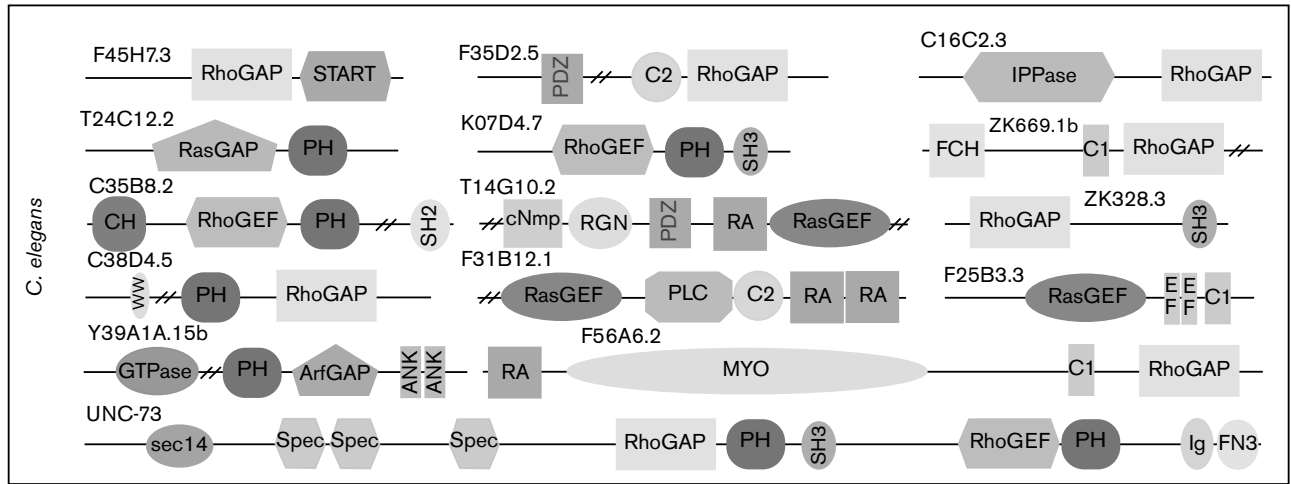 F45H7.3 F35D2.5 C16C2.3
RhoGAP START PDZ C2 RhoGAP IPPase RhoGAP
T24C12.2 K07D4.7 ZK669.1b
RasGAP PH RhoGEF PH SH3 FCH C1 RhoGAP
C35B8.2 T14G10.2 ZK328.3
CH RhoGEF PH SH2 cNmp RGN PDZ RA RasGEF RhoGAP SH3
C. elegans
C38D4.5 F31B12.1 F25B3.3
WW PH RhoGAP RasGEF PLC C2 RA RA RasGEF EF EF C1
Y39A1A.15b F56A6.2
GTPase PH ArfGAP ANK ANK RA MYO C1 RhoGAP
UNC-73
sec14 Spec Spec Spec RhoGAP PH SH3 RhoGEF PH Ig FN3